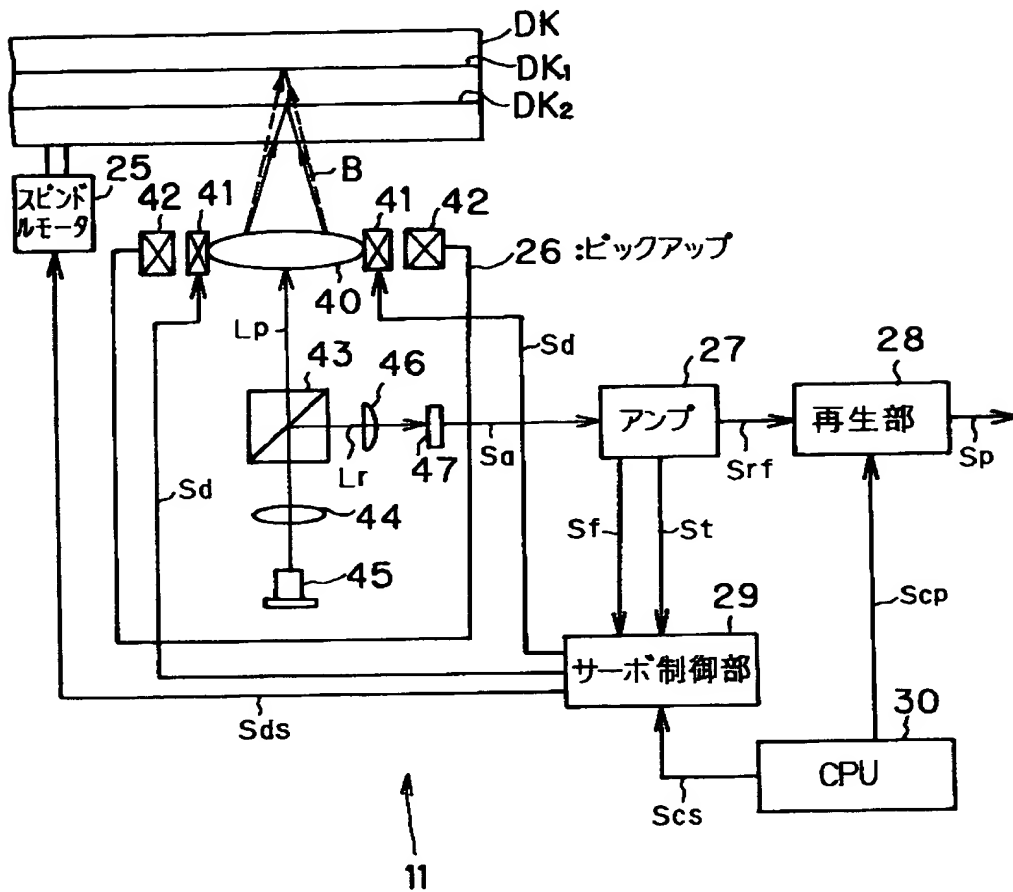 DK
DK₁
DK₂
B
25
42
41
41
42
スピンド
ルモータ
26:ピックアップ
40
Lp
Sd
43
46
27
28
アンプ
再生部
Sa
Srf
Sp
47
Lr
Sd
44
Sf
St
45
Scp
29
サーボ制御部
Sds
30
CPU
Scs
11